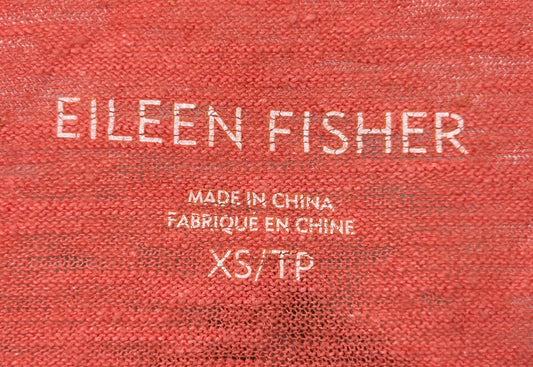 EILEEN FISHER
MADE IN CHINA
FABRIQUE EN CHINE
XS/TP